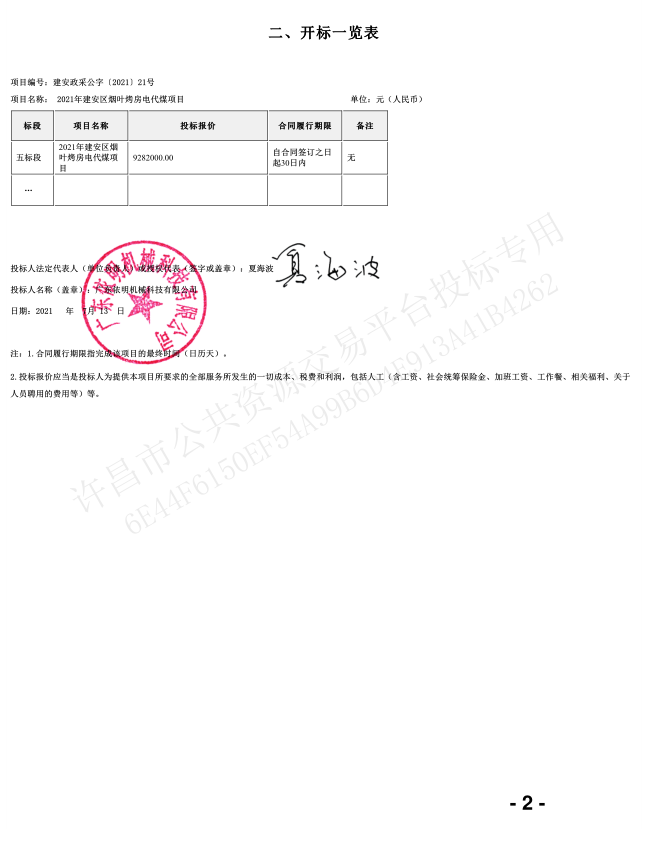 二、开标一览表
项目编号：建安政采公字〔2021〕21号
项目名称： 2021年建安区烟叶烤房电代煤项目 单位：元（人民币）
标段 项目名称 投标报价 合同履行期限 备注
五标段 2021年建安区烟叶烤房电代煤项目 9282000.00 自合同签订之日起30日内 无
…
投标人法定代表人（单位负责人）或授权代表（签字或盖章）：夏海波
夏海波
投标人名称（盖章）：广东依明机械科技有限公司
日期：2021 年 7月 13 日
广东依明机械科技有限公司
注：1.合同履行期限指完成该项目的最终时间（日历天）。
2.投标报价应当是投标人为提供本项目所要求的全部服务所发生的一切成本、税费和利润，包括人工（含工资、社会统筹保险金、加班工资、工作餐、相关福利、关于
人员聘用的费用等）等。
许昌市公共资源交易平台投标专用
- 2 -